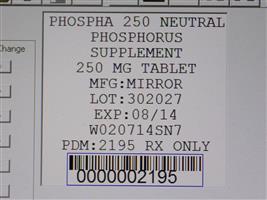 PHOSPHA 250 NEUTRAL
PHOSPHORUS
SUPPLEMENT
250 MG TABLET
MFG:MIRROR
LOT:302027
EXP:08/14
W020714SN7
PDM:2195 RX ONLY
0000002195
Change